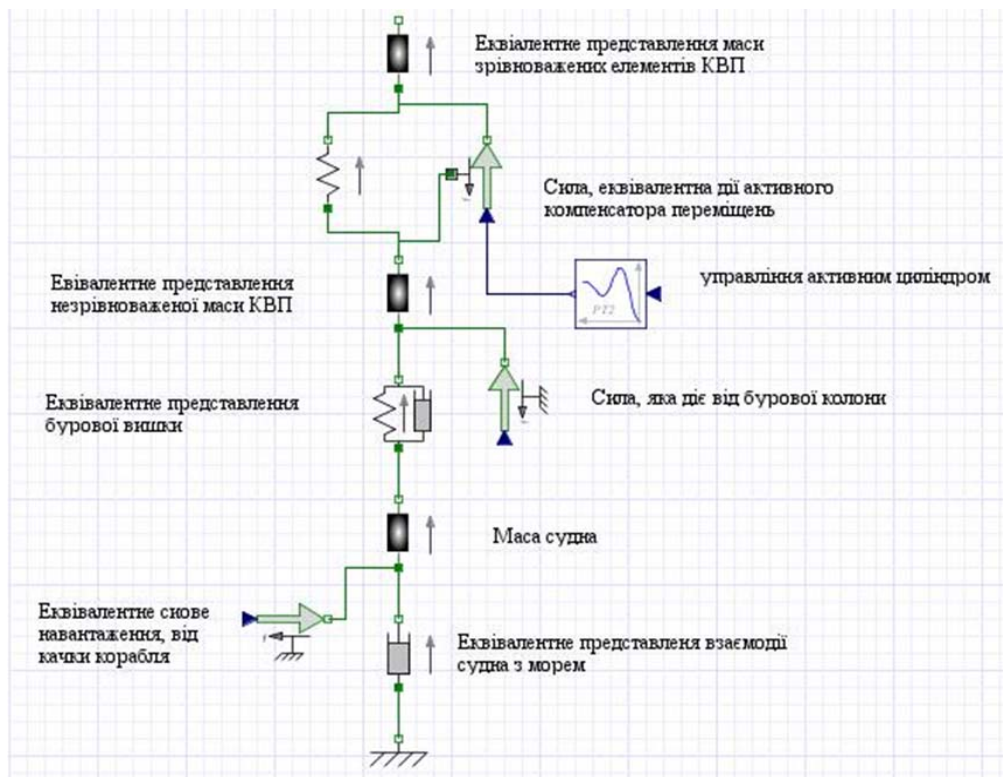 Еквіалентне представлення маси
зрівноважених елементів КВП
Сила, еквівалентна дії активного
компенсатора переміщень
Евівалентне представлення
незрівноваженої маси КВП
управління активним циліндром
PT2
Еквівалентне представлення
бурової вишки
Сила, яка діє від бурової колони
Маса судна
Еквівалентне силове
навантаження, від
качки корабля
Еквівалентне представленя взаємодії
судна з морем